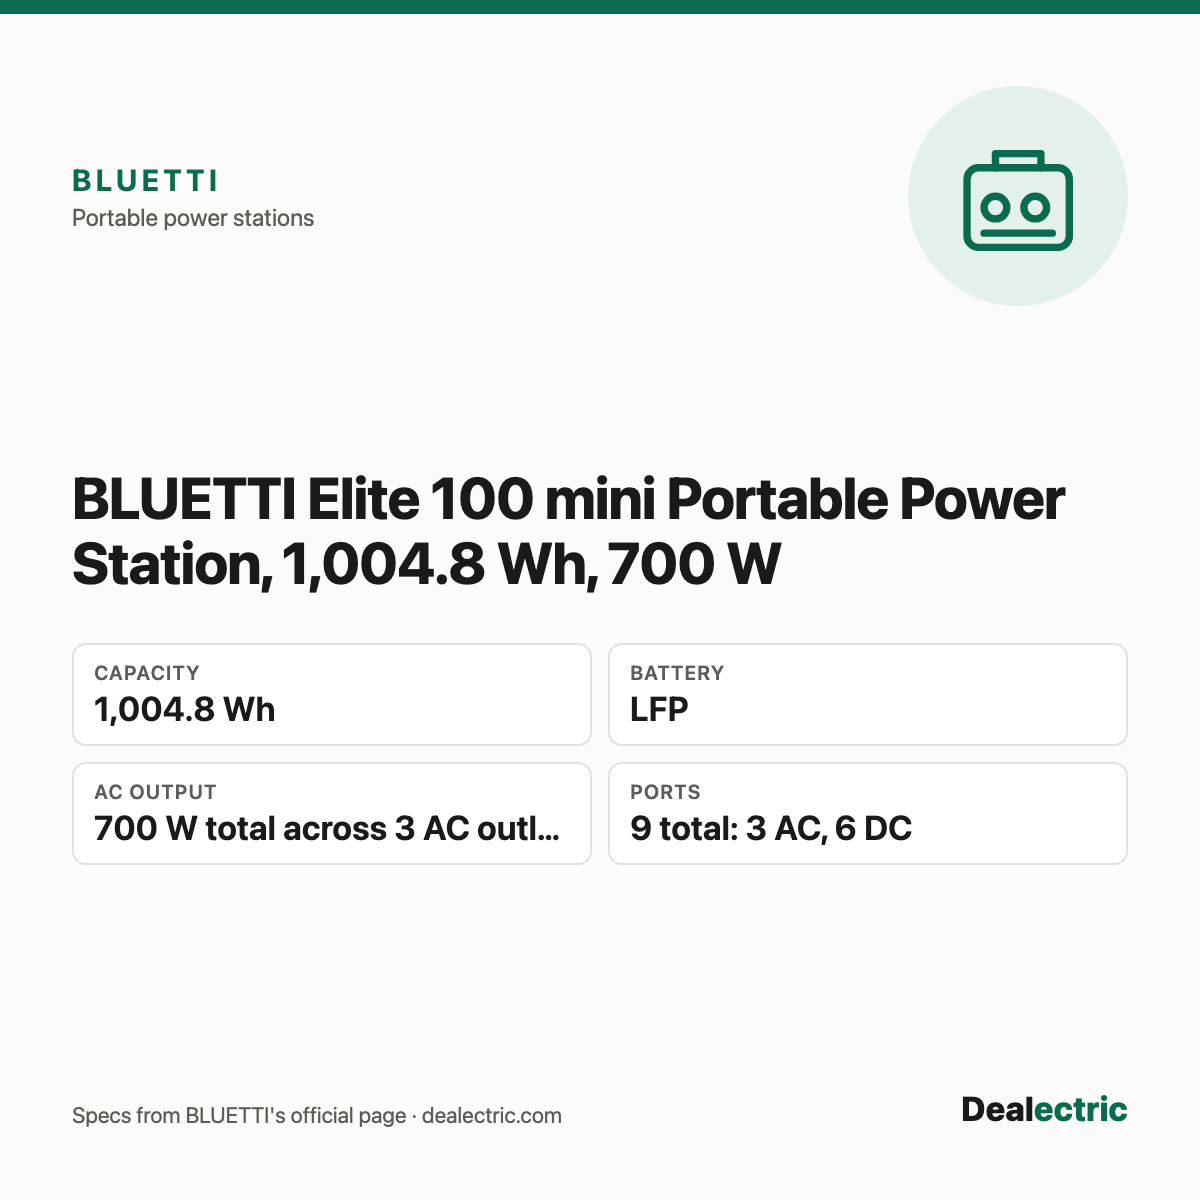 BLUETTI
Portable power stations
BLUETTI Elite 100 mini Portable Power
Station, 1,004.8 Wh, 700 W
CAPACITY
1,004.8 Wh
BATTERY
LFP
AC OUTPUT
700 W total across 3 AC outl…
PORTS
9 total: 3 AC, 6 DC
Specs from BLUETTI's official page · dealectric.com
Dealectric